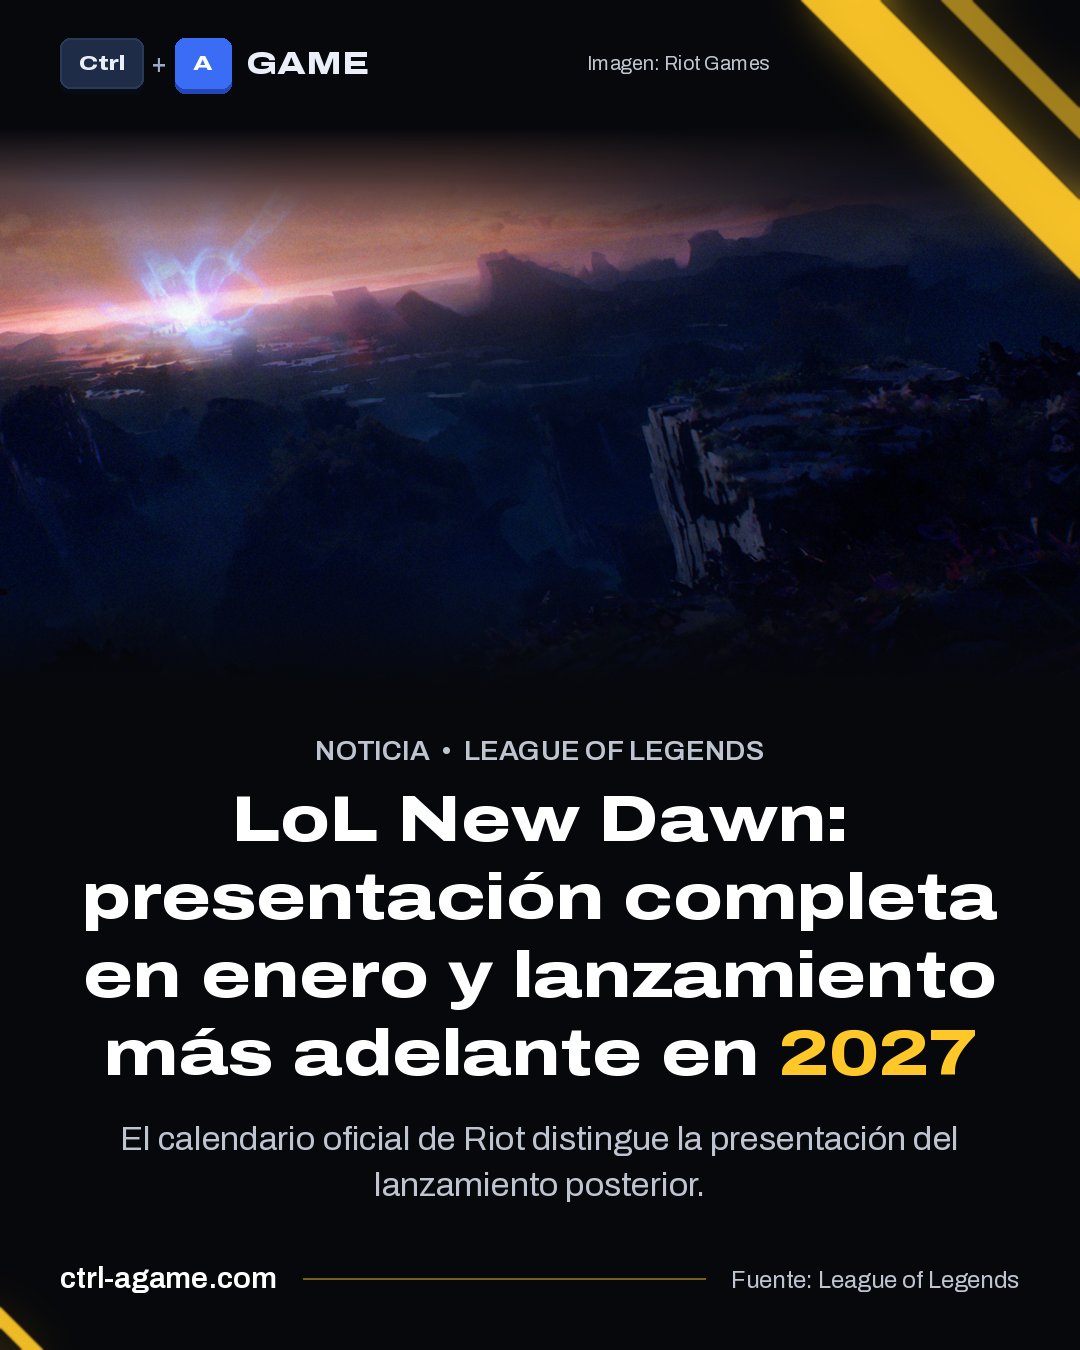 Ctrl + A GAME
Imagen: Riot Games
NOTICIA • LEAGUE OF LEGENDS
LoL New Dawn:
presentación completa
en enero y lanzamiento
más adelante en 2027
El calendario oficial de Riot distingue la presentación del
lanzamiento posterior.
ctrl-agame.com
Fuente: League of Legends